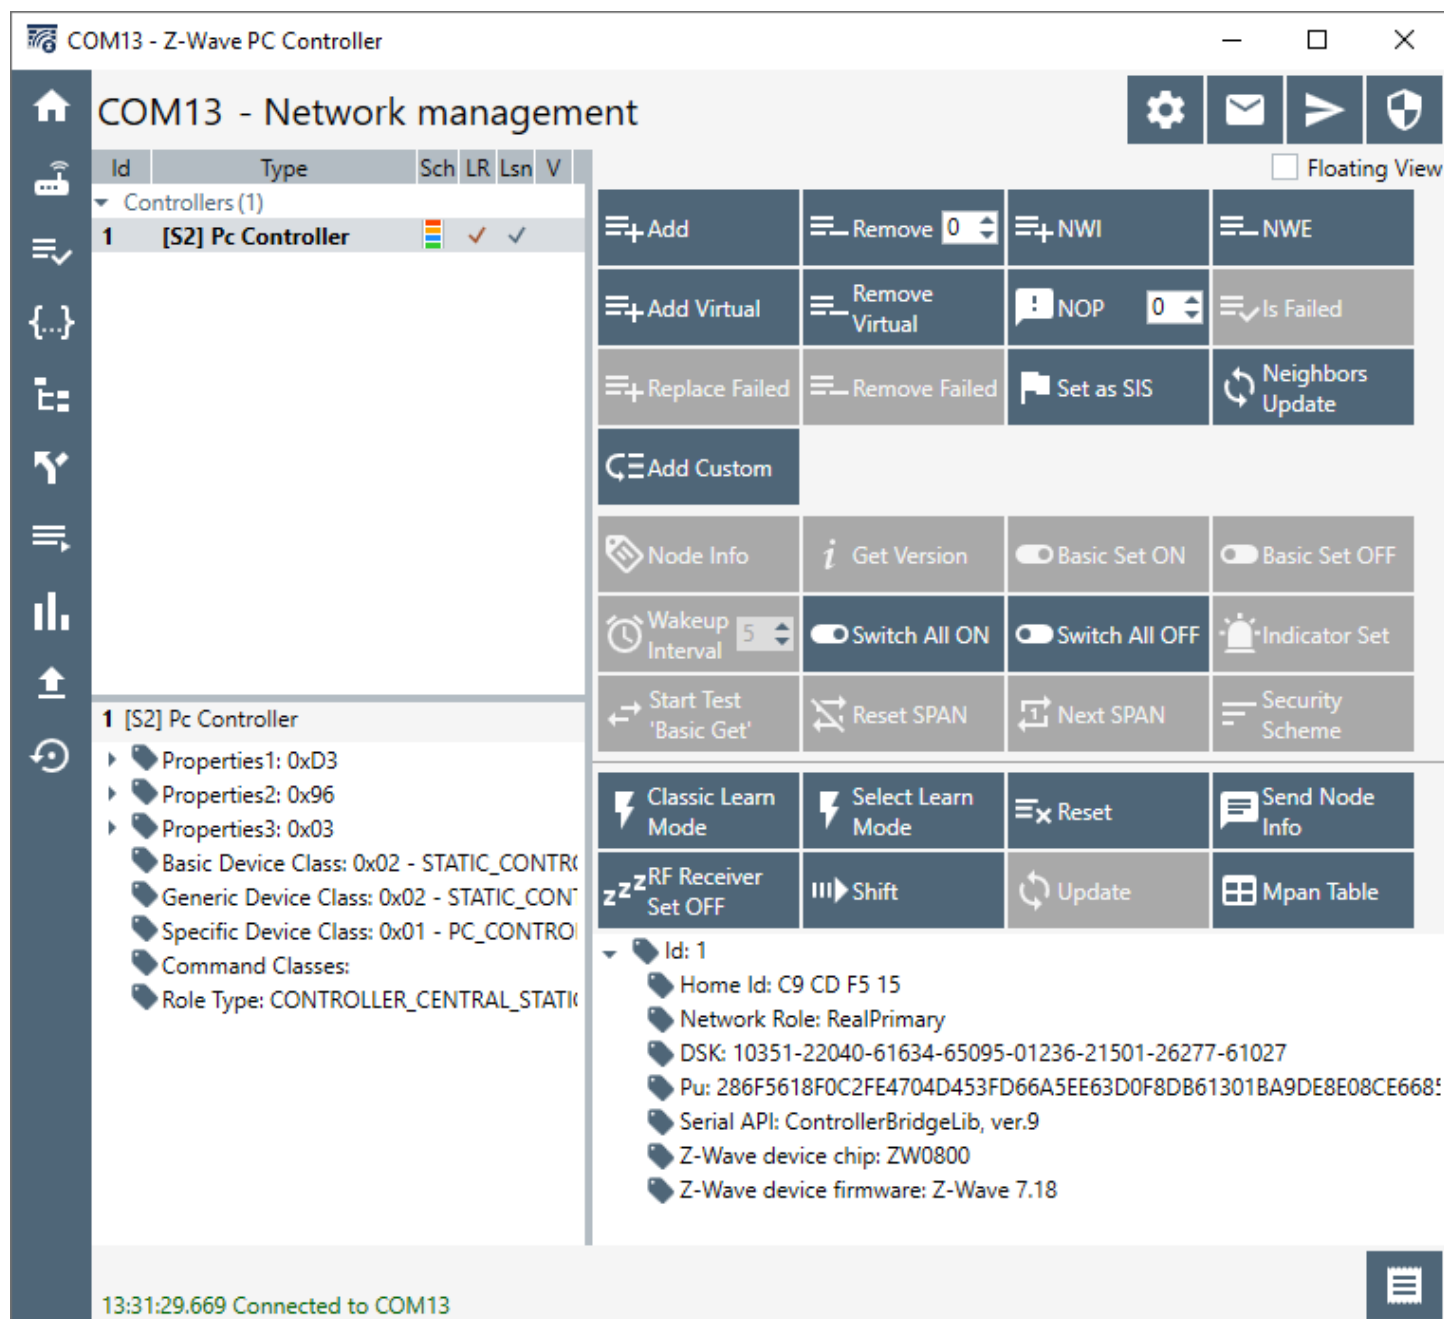 COM13 - Z-Wave PC Controller
COM13 - Network management
Floating View
Id Type Sch LR Lsn V
Controllers (1)
1 [S2] Pc Controller
Add
Remove 0
NWI
NWE
Add Virtual
Remove
Virtual
NOP 0
Is Failed
Replace Failed
Remove Failed
Set as SIS
Neighbors
Update
Add Custom
Node Info
Get Version
Basic Set ON
Basic Set OFF
Wakeup
Interval 5
Switch All ON
Switch All OFF
Indicator Set
Start Test
'Basic Get'
Reset SPAN
Next SPAN
Security
Scheme
Classic Learn
Mode
Select Learn
Mode
Reset
Send Node
Info
RF Receiver
Set OFF
Shift
Update
Mpan Table
1 [S2] Pc Controller
Properties1: 0xD3
Properties2: 0x96
Properties3: 0x03
Basic Device Class: 0x02 - STATIC_CONTR
Generic Device Class: 0x02 - STATIC_CON
Specific Device Class: 0x01 - PC_CONTRO
Command Classes:
Role Type: CONTROLLER_CENTRAL_STATI
Id: 1
Home Id: C9 CD F5 15
Network Role: RealPrimary
DSK: 10351-22040-61634-65095-01236-21501-26277-61027
Pu: 286F5618F0C2FE4704D453FD66A5EE63D0F8DB61301BA9DE8E08CE6685
Serial API: ControllerBridgeLib, ver.9
Z-Wave device chip: ZW0800
Z-Wave device firmware: Z-Wave 7.18
13:31:29.669 Connected to COM13